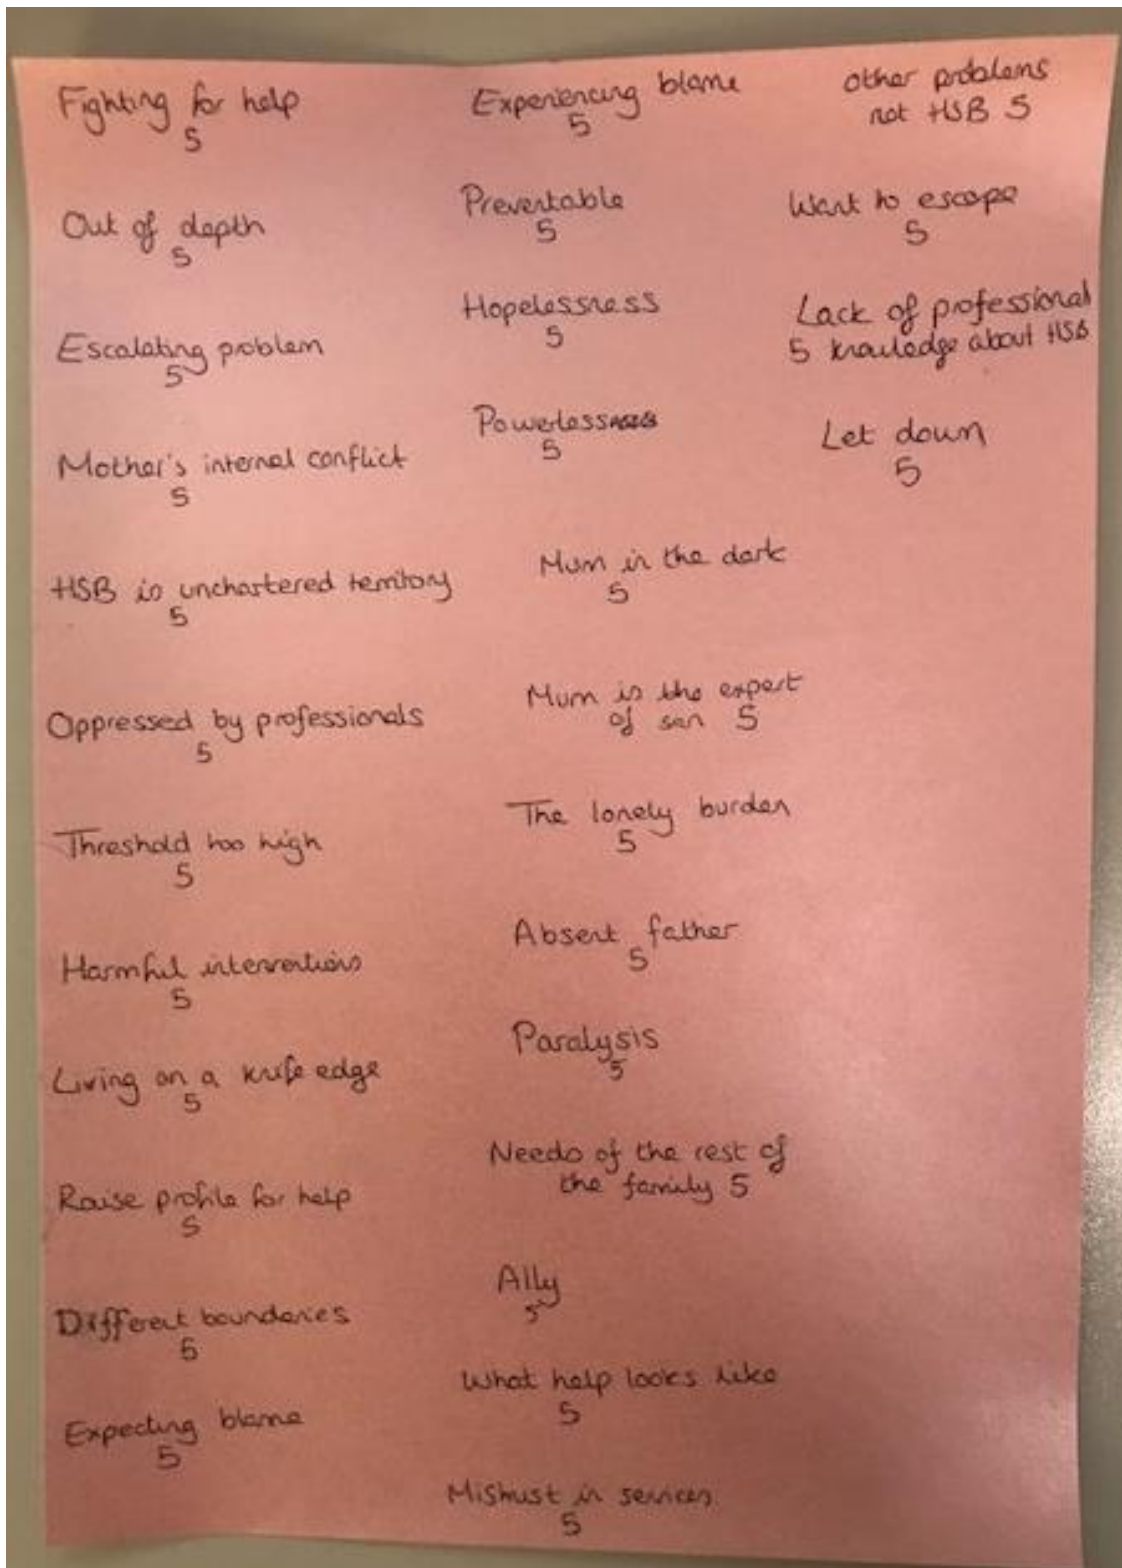 Fighting for help
5
Out of depth
5
Escalating problem
5
Mother's internal conflict
5
HSB is unchartered territory
5
Oppressed by professionals
5
Threshold too high
5
Harmful interventions
5
Living on a knife edge
5
Raise profile for help
5
Different boundaries
5
Expecting blame
5
Experiencing blame
5
Preventable
5
Hopelessness
5
Powerlessness
5
Mum in the dark
5
Mum is the expert
of son 5
The lonely burden
5
Absent father
5
Paralysis
5
Needs of the rest of
the family 5
Ally
5
What help looks like
5
Mistrust in services
5
other problems
not HSB 5
Want to escape
5
Lack of professional
5 knowledge about HSB
Let down
5